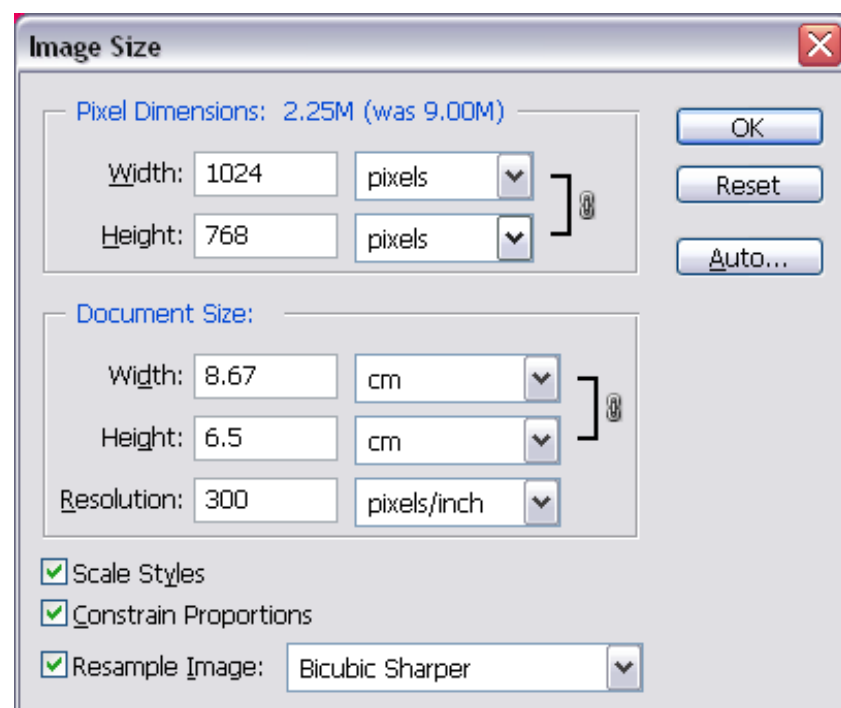 Image Size
Pixel Dimensions: 2.25M (was 9.00M)
Width: 1024 pixels
Height: 768 pixels
OK
Reset
Auto...
Document Size:
Width: 8.67 cm
Height: 6.5 cm
Resolution: 300 pixels/inch
Scale Styles
Constrain Proportions
Resample Image: Bicubic Sharper